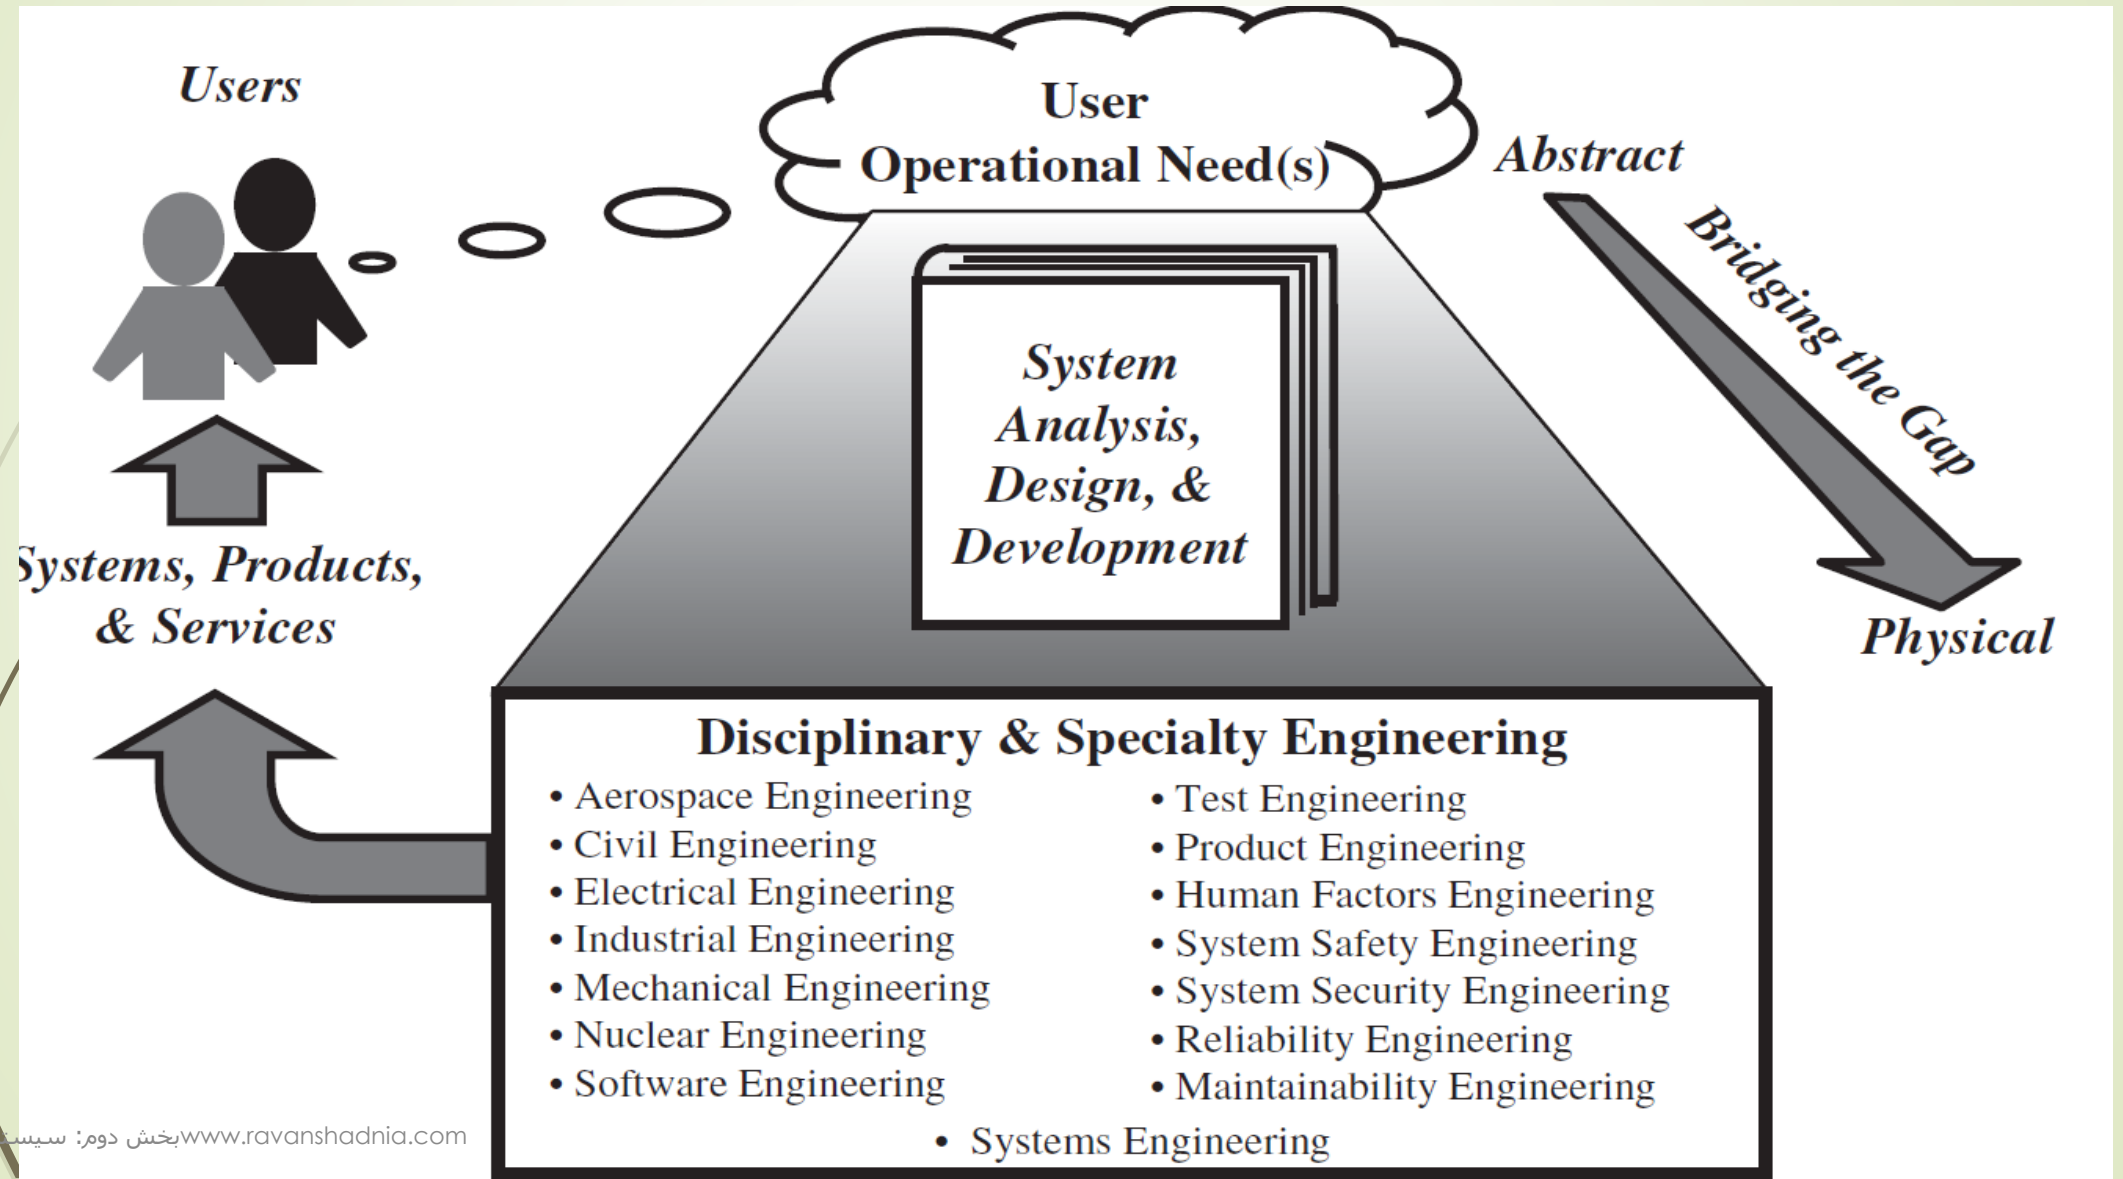 Users
User
Operational Need(s)
Abstract
Bridging the Gap
Physical
System
Analysis,
Design, &
Development
Systems, Products,
& Services
Disciplinary & Specialty Engineering
• Aerospace Engineering
• Civil Engineering
• Electrical Engineering
• Industrial Engineering
• Mechanical Engineering
• Nuclear Engineering
• Software Engineering
• Test Engineering
• Product Engineering
• Human Factors Engineering
• System Safety Engineering
• System Security Engineering
• Reliability Engineering
• Maintainability Engineering
• Systems Engineering
بخش دوم: www.ravanshadnia.com